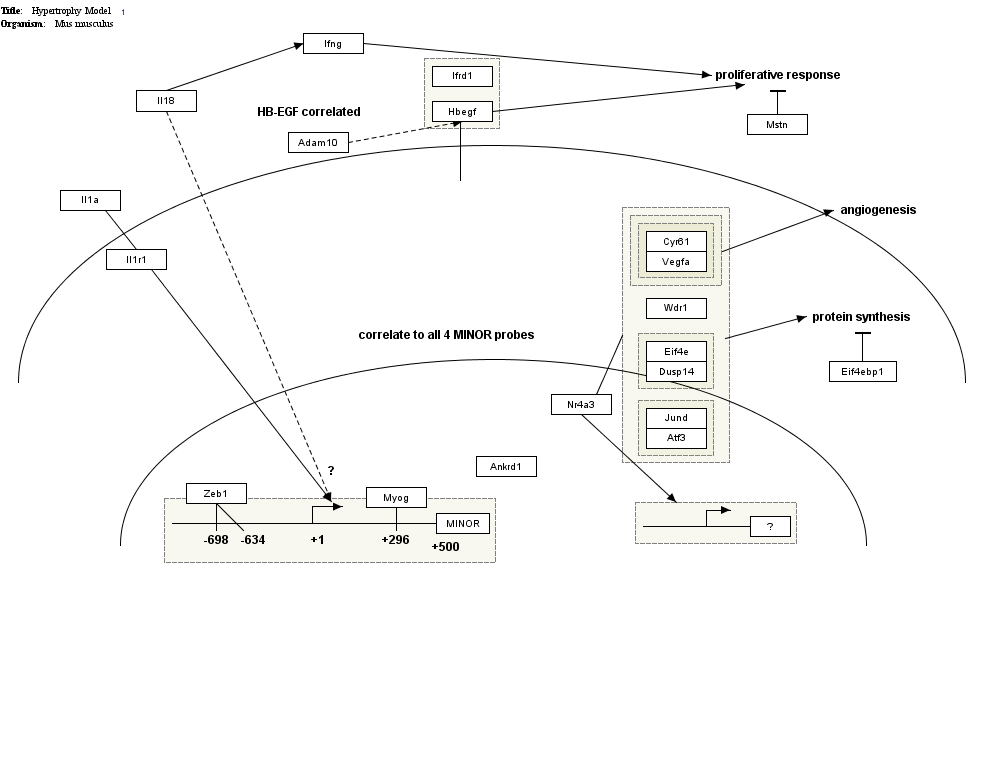 Title: Hypertrophy Model 1
Organism: Mus musculus
Ifng
Ifrd1
proliferative response
Il18
HB-EGF correlated
Hbegf
Mstn
Adam10
Il1a
angiogenesis
Cyr61
Vegfa
Il1r1
Wdr1
protein synthesis
correlate to all 4 MINOR probes
Eif4e
Dusp14
Eif4ebp1
Nr4a3
Jund
Atf3
?
Ankrd1
Zeb1
Myog
MINOR
?
-698 -634 +1 +296 +500